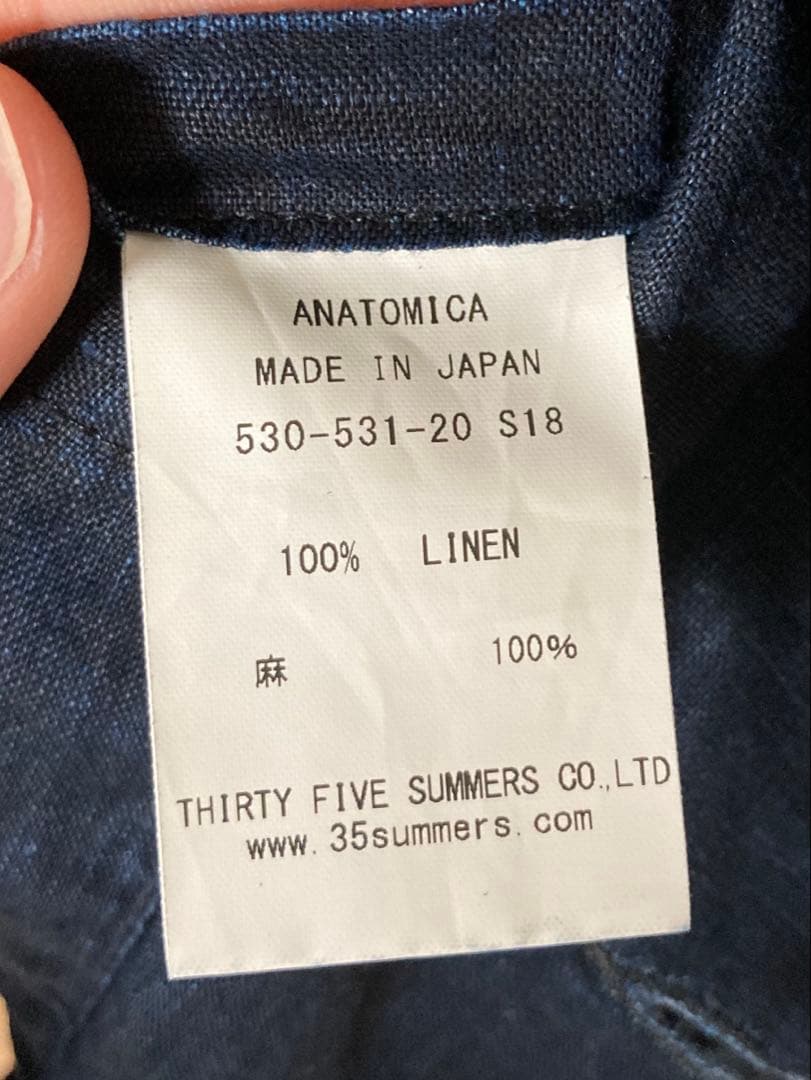 ANATOMICA
MADE IN JAPAN
530-531-20 S18
100% LINEN
麻 100%
THIRTY FIVE SUMMERS CO.,LTD
www.35summers.com